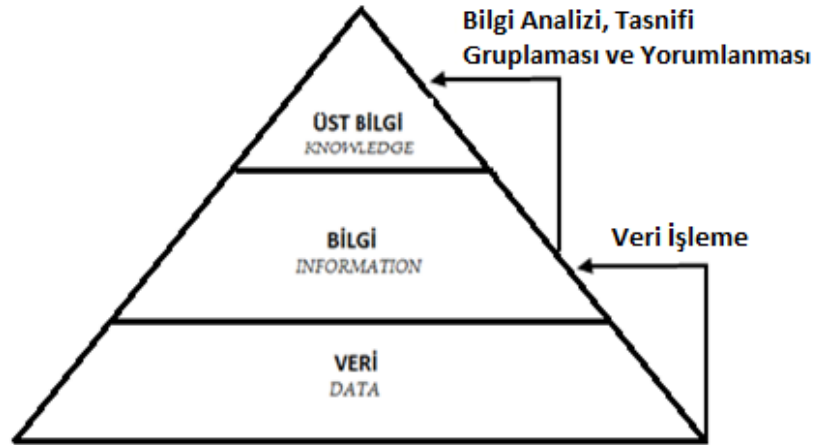 Bilgi Analizi, Tasnifi
Gruplaması ve Yorumlanması
ÜST BİLGİ
KNOWLEDGE
Veri İşleme
BİLGİ
INFORMATION
VERİ
DATA